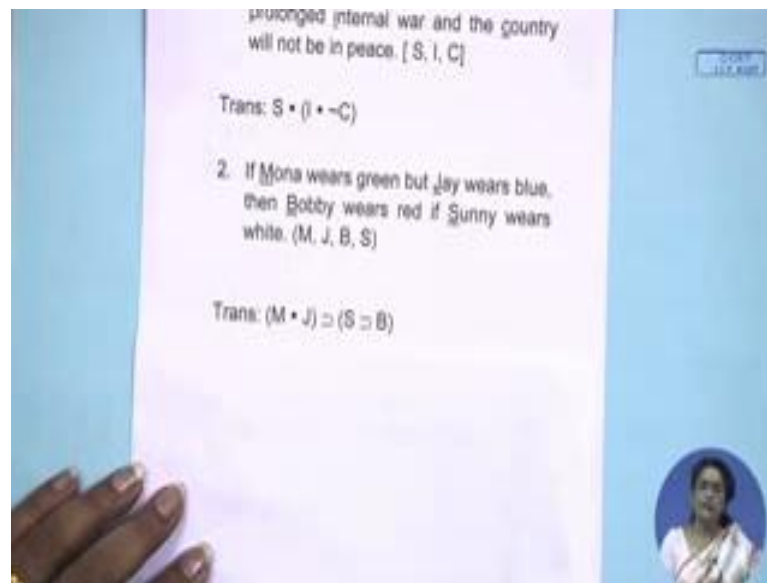 prolonged internal war and the country
will not be in peace. [ S, I, C]
Trans: S • (I • ~C)
2. If Mona wears green but Jay wears blue,
then Bobby wears red if Sunny wears
white. (M, J, B, S)
Trans: (M • J) ⊃ (S ⊃ B)